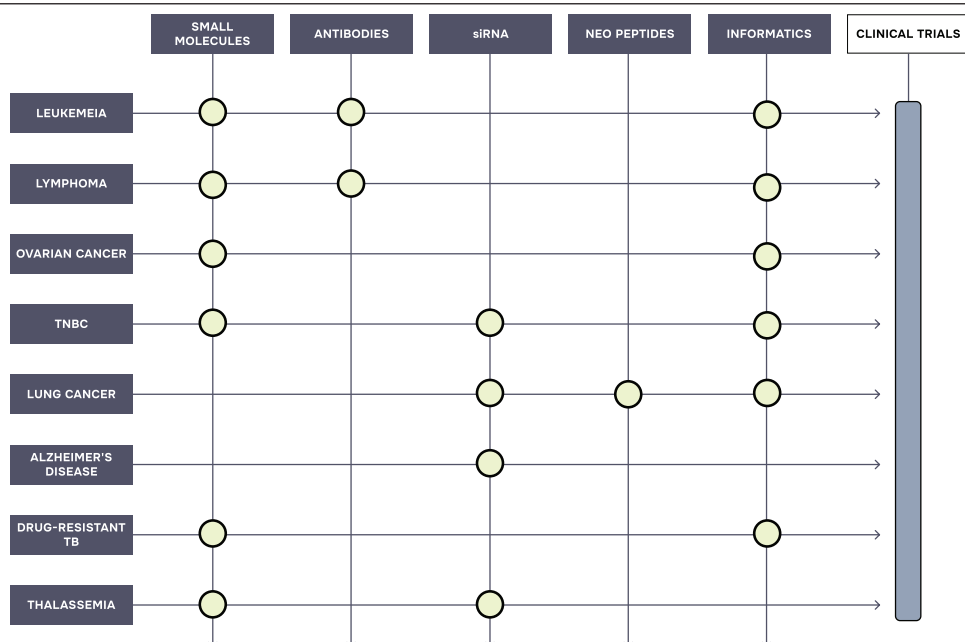 SMALL
MOLECULES
ANTIBODIES
siRNA
NEO PEPTIDES
INFORMATICS
CLINICAL TRIALS
LEUKEMEIA
LYMPHOMA
OVARIAN CANCER
TNBC
LUNG CANCER
ALZHEIMER'S
DISEASE
DRUG-RESISTANT
TB
THALASSEMIA